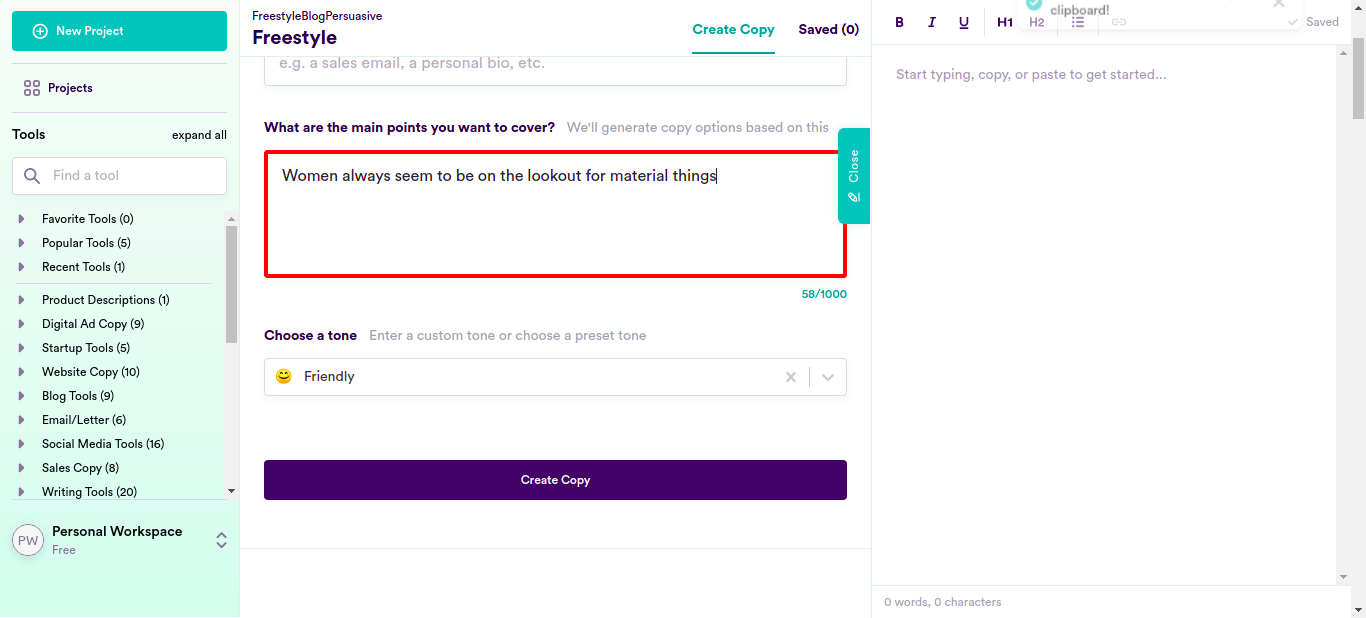 New Project
Projects
Tools
expand all
Find a tool
Favorite Tools (0)
Popular Tools (5)
Recent Tools (1)
Product Descriptions (1)
Digital Ad Copy (9)
Startup Tools (5)
Website Copy (10)
Blog Tools (9)
Email/Letter (6)
Social Media Tools (16)
Sales Copy (8)
Writing Tools (20)
PW
Personal Workspace
Free
FreestyleBlogPersuasive
Freestyle
Create Copy
Saved (0)
e.g. a sales email, a personal bio, etc.
What are the main points you want to cover? We'll generate copy options based on this
Women always seem to be on the lookout for material things
Close
58/1000
Choose a tone Enter a custom tone or choose a preset tone
😊 Friendly
Create Copy
clipboard!
B I U H1 H2
Saved
Start typing, copy, or paste to get started...
0 words, 0 characters